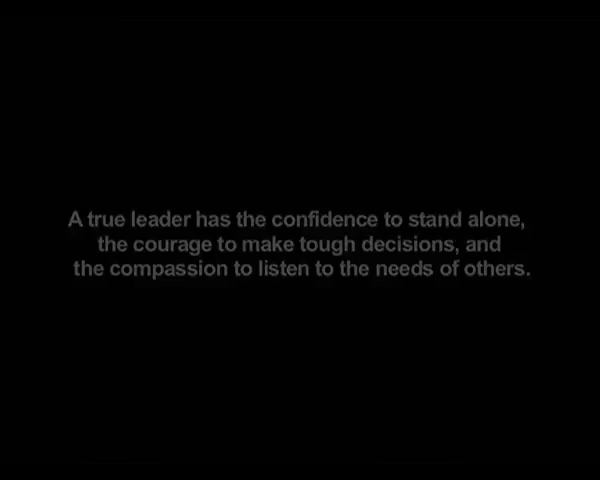 A true leader has the confidence to stand alone,
the courage to make tough decisions, and
the compassion to listen to the needs of others.